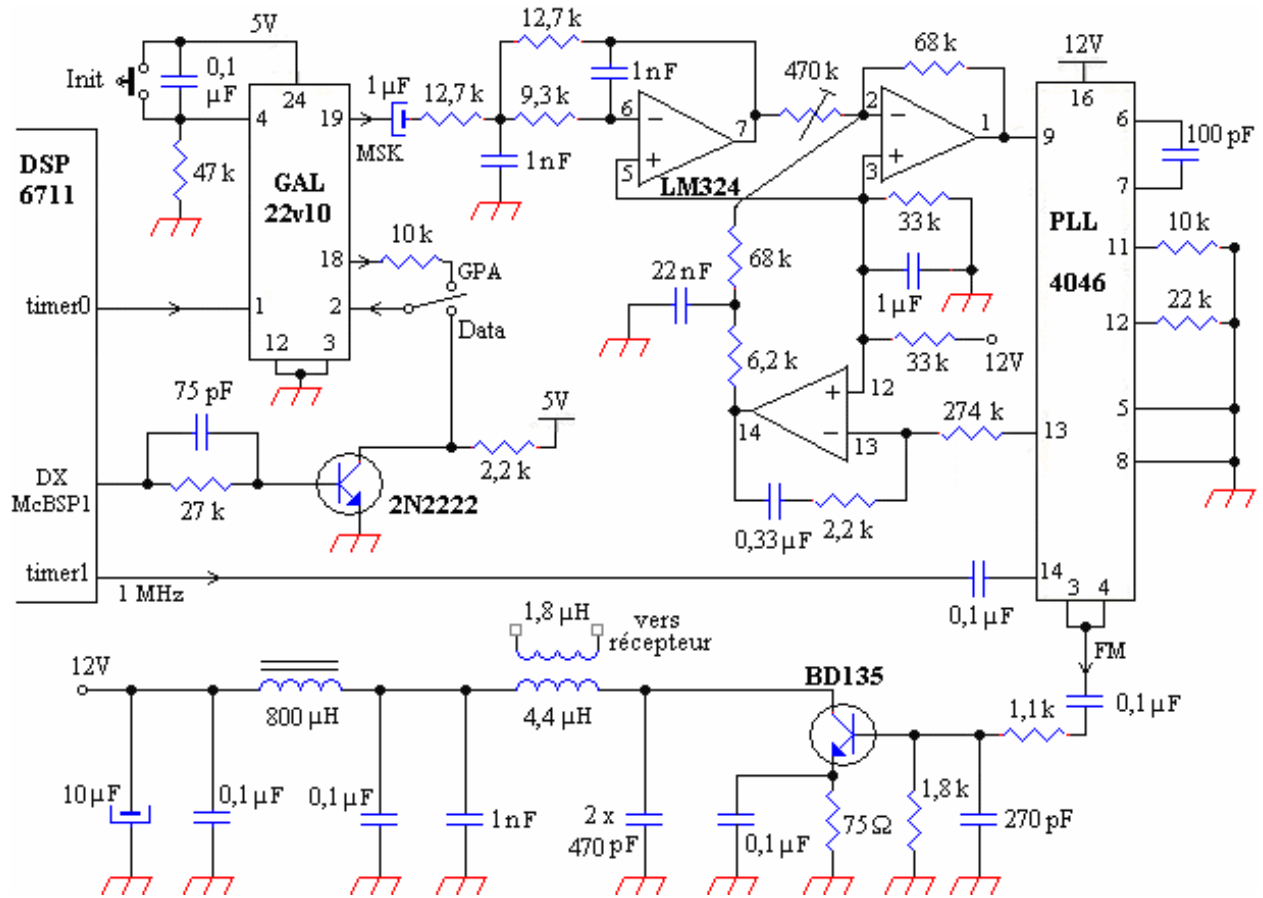 12,7 k
5V
68 k
12V
Init
0,1
µF
1 µF
12,7 k
1 nF
470 k
24
16
6
9,3 k
6
−
2
−
1
9
100 pF
4
19
7
MSK
5
+
+
3
7
DSP
6711
47 k
GAL
22v10
1 nF
LM324
33 k
PLL
4046
11
10 k
18
10 k
GPA
22 nF
68 k
1 µF
timer0
1
2
Data
12
22 k
12
3
6,2 k
33 k
12V
75 pF
5V
12
5
274 k
14
−
13
13
2,2 k
8
DX
McBSP1
27 k
2N2222
0,33 µF
2,2 k
timer1
1 MHz
14
3
4
0,1 µF
1,8 µH
vers
récepteur
FM
12V
BD135
800 µH
4,4 µH
1,1 k
0,1 µF
10 µF
0,1 µF
0,1 µF
1 nF
2 x
470 pF
0,1 µF
75 Ω
1,8 k
270 pF